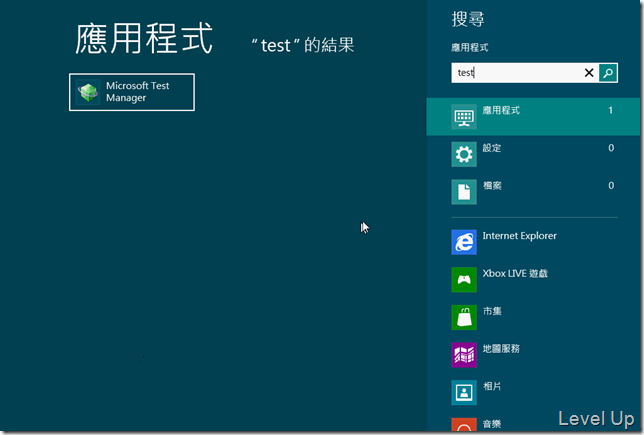 應用程式 “test”的結果
Microsoft Test
Manager
搜尋
應用程式
test
應用程式 1
設定 0
檔案 0
Internet Explorer
Xbox LIVE 遊戲
市集
地圖服務
相片
音樂
Level Up